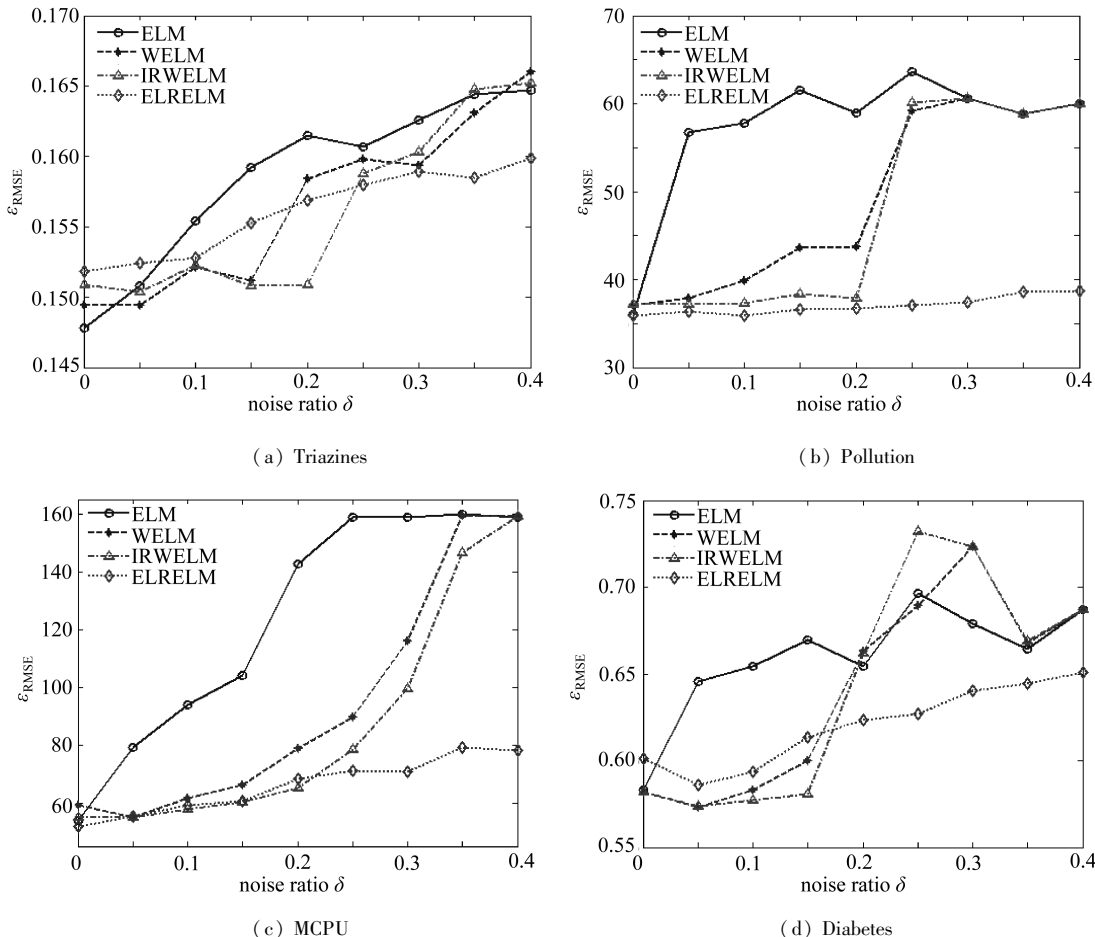 0.170
0.165
0.160
0.155
0.150
0.145
εRMSE
ELM
WELM
IRWELM
ELRELM
0 0.1 0.2 0.3 0.4
noise ratio δ
(a) Triazines
70
60
50
40
30
εRMSE
ELM
WELM
IRWELM
ELRELM
0 0.1 0.2 0.3 0.4
noise ratio δ
(b) Pollution
160
140
120
100
80
60
εRMSE
ELM
WELM
IRWELM
ELRELM
0 0.1 0.2 0.3 0.4
noise ratio δ
(c) MCPU
0.75
0.70
0.65
0.60
0.55
εRMSE
ELM
WELM
IRWELM
ELRELM
0 0.1 0.2 0.3 0.4
noise ratio δ
(d) Diabetes